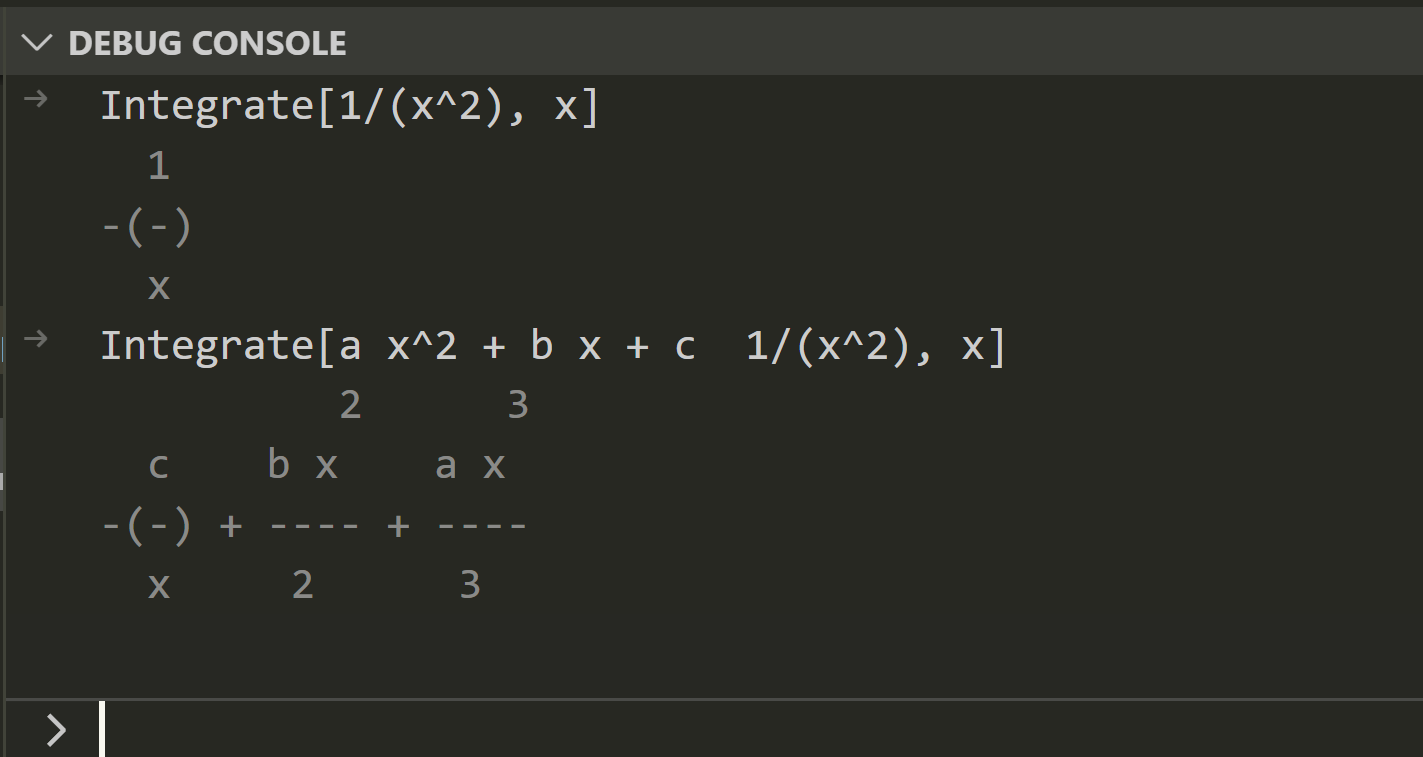 DEBUG CONSOLE
Integrate[1/(x^2), x]
  1
-(-)
  x
Integrate[a x^2 + b x + c  1/(x^2), x]
          2      3
  c    b x    a x
-(-) + ---- + ----
  x     2      3